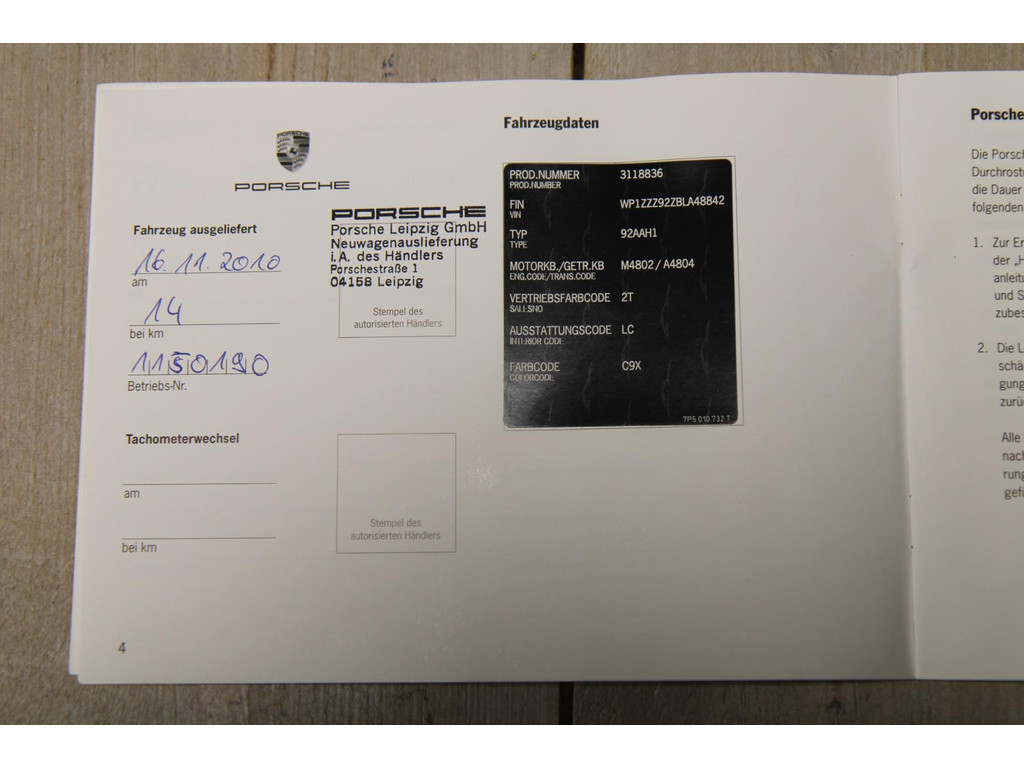 PORSCHE
Fahrzeug ausgeliefert
16.11.2010
am
14
bei km
1150190
Betriebs-Nr.
PORSCHE
Porsche Leipzig GmbH
Neuwagenauslieferung
i.A. des Händlers
Porschestraße 1
04158 Leipzig
Stempel des
autorisierten Händlers
Tachometerwechsel
am
bei km
Stempel des
autorisierten Händlers
4
Fahrzeugdaten
PROD.NUMMER 3118836
PROD.NUMBER
FIN WP1ZZZ92ZBLA48842
VIN
TYP 92AAH1
TYPE
MOTORKB./GETR.KB M4802/A4804
ENG.CODE/TRANS.CODE
VERTRIEBSFARBCODE 2T
SALESNO
AUSSTATTUNGSCODE LC
INTERIOR CODE
FARBCODE C9X
COLORCODE
7P5 010 732 T
Porsche
Die Porsch
Durchrost
die Dauer
folgenden
1. Zur Er
der „H
anleitu
und S
zubes
2. Die L
schä
gung
zurü
Alle
nach
rung
gefü